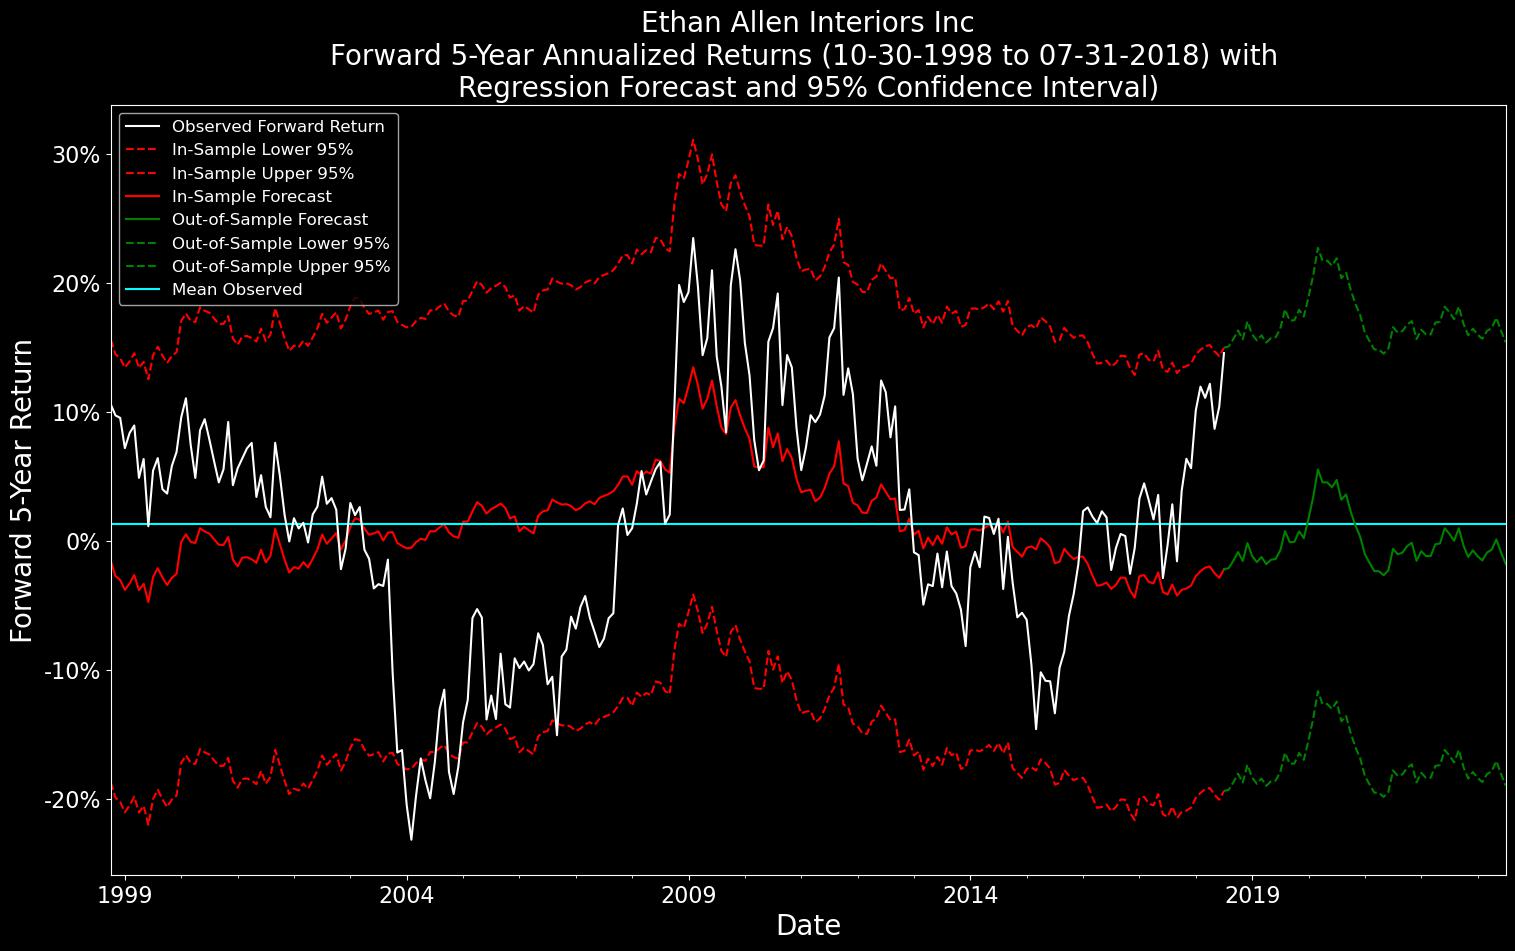 Ethan Allen Interiors Inc
Forward 5-Year Annualized Returns (10-30-1998 to 07-31-2018) with
Regression Forecast and 95% Confidence Interval)
Observed Forward Return
In-Sample Lower 95%
In-Sample Upper 95%
In-Sample Forecast
Out-of-Sample Forecast
Out-of-Sample Lower 95%
Out-of-Sample Upper 95%
Mean Observed
Forward 5-Year Return
30%
20%
10%
0%
-10%
-20%
1999 2004 2009 2014 2019
Date